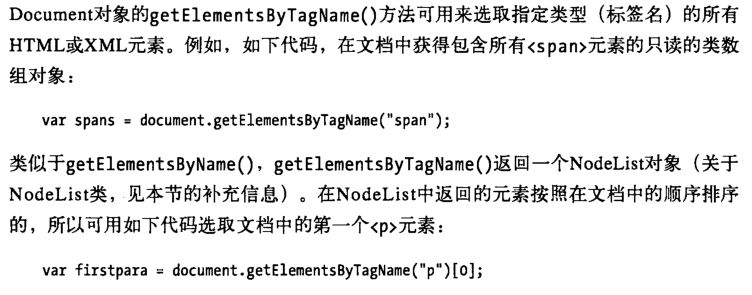 Document对象的getElementsByTagName()方法可用来选取指定类型（标签名）的所有
HTML或XML元素。例如，如下代码，在文档中获得包含所有<span>元素的只读的类数
组对象：
var spans = document.getElementsByTagName("span");
类似于getElementsByName()，getElementsByTagName()返回一个NodeList对象（关于
NodeList类，见本节的补充信息）。在NodeList中返回的元素按照在文档中的顺序排序
的，所以可用如下代码选取文档中的第一个<p>元素：
var firstpara = document.getElementsByTagName("p")[0];